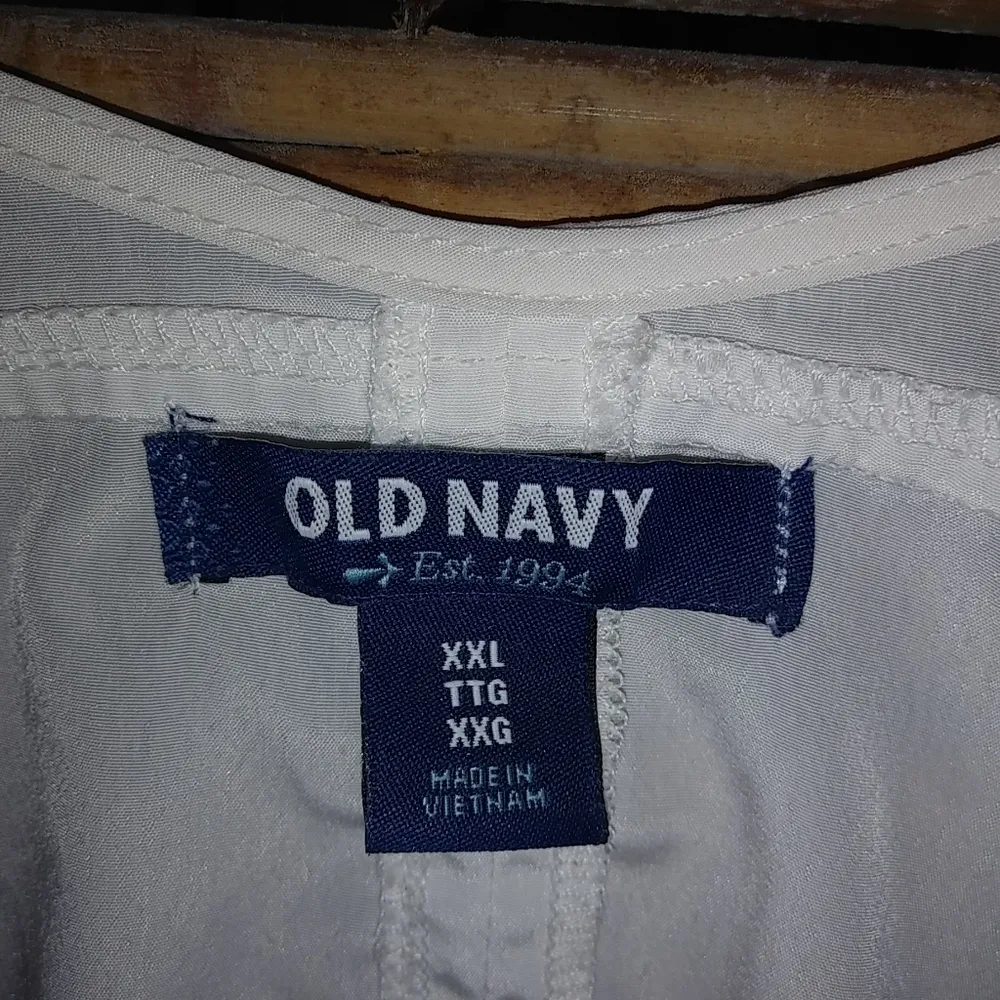 OLD NAVY
Est. 1994
XXL
TTG
XXG
MADE IN
VIETNAM